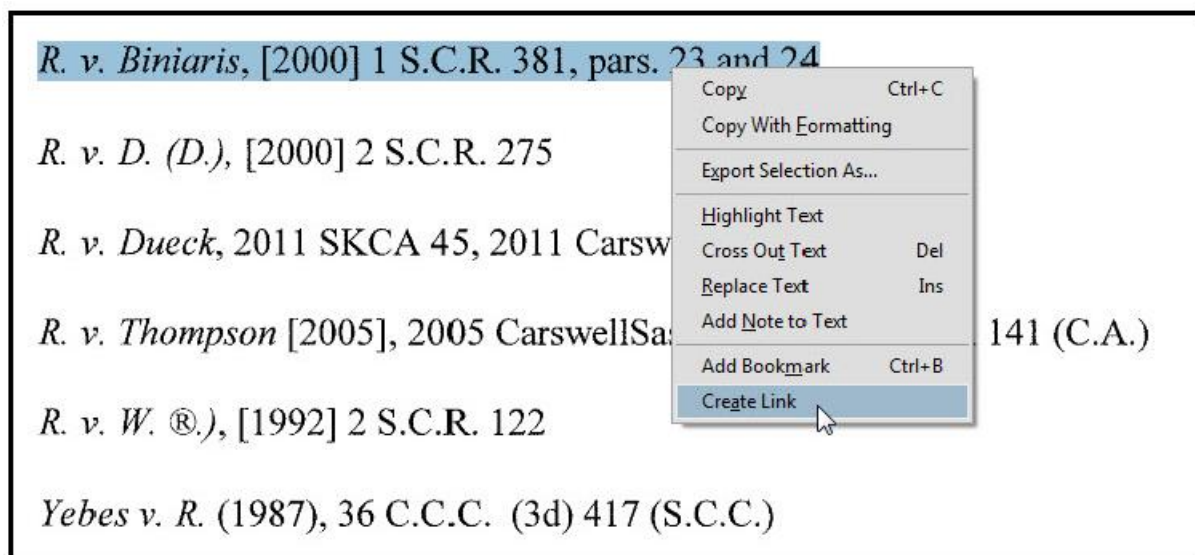 R. v. Biniaris, [2000] 1 S.C.R. 381, pars. 23 and 24
R. v. D. (D.), [2000] 2 S.C.R. 275
R. v. Dueck, 2011 SKCA 45, 2011 Carsw
R. v. Thompson [2005], 2005 CarswellSas 141 (C.A.)
R. v. W. ®.), [1992] 2 S.C.R. 122
Yebes v. R. (1987), 36 C.C.C. (3d) 417 (S.C.C.)
Copy Ctrl+C
Copy With Formatting
Export Selection As...
Highlight Text
Cross Out Text Del
Replace Text Ins
Add Note to Text
Add Bookmark Ctrl+B
Create Link